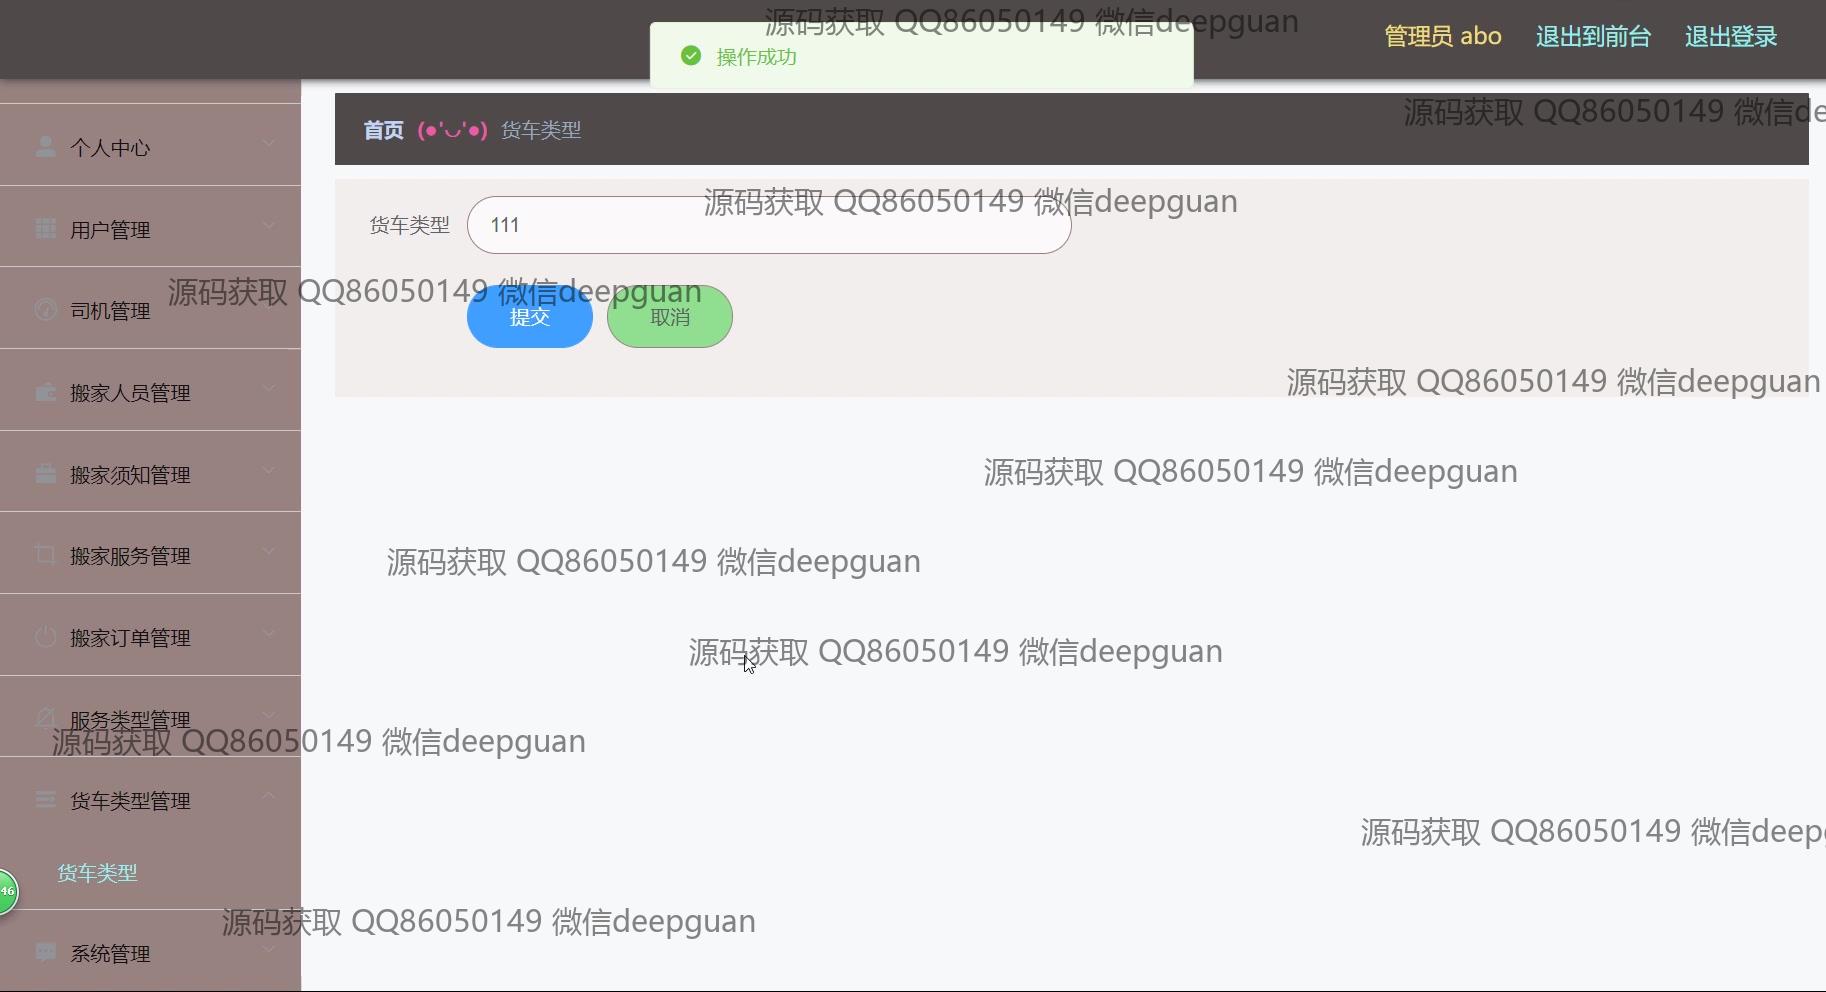 源码获取 QQ86050149 微信deepguan
管理员 abo 退出到前台 退出登录
操作成功
源码获取 QQ86050149 微信de
首页 (●'◡'●) 货车类型
个人中心
源码获取 QQ86050149 微信deepguan
货车类型 111
用户管理
源码获取 QQ86050149 微信deepguan
司机管理
提交 取消
源码获取 QQ86050149 微信deepguan
搬家人员管理
源码获取 QQ86050149 微信deepguan
搬家须知管理
搬家服务管理
源码获取 QQ86050149 微信deepguan
搬家订单管理
源码获取 QQ86050149 微信deepguan
服务类型管理
源码获取 QQ86050149 微信deepguan
货车类型管理
源码获取 QQ86050149 微信deep
货车类型
46
源码获取 QQ86050149 微信deepguan
系统管理